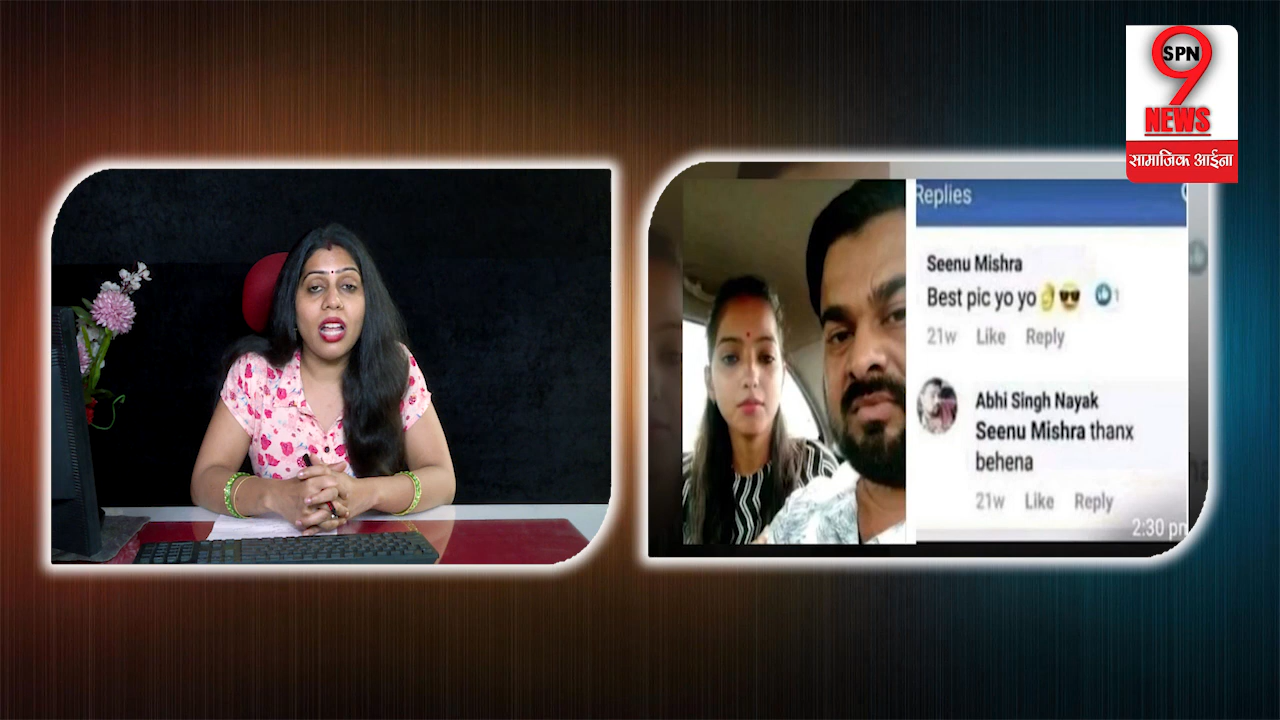 SPN
9
NEWS
सामाजिक आईना
Replies
Seenu Mishra
Best pic yo yo👌😎 1
21w Like Reply
Abhi Singh Nayak
Seenu Mishra thanx
behena
21w Like Reply
2:30 pm